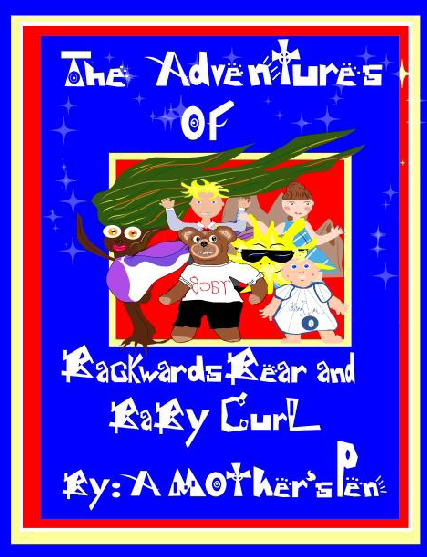 The Adventures
Of
Backwards Bear and
BaBy Curl
By: A MOther's Pen